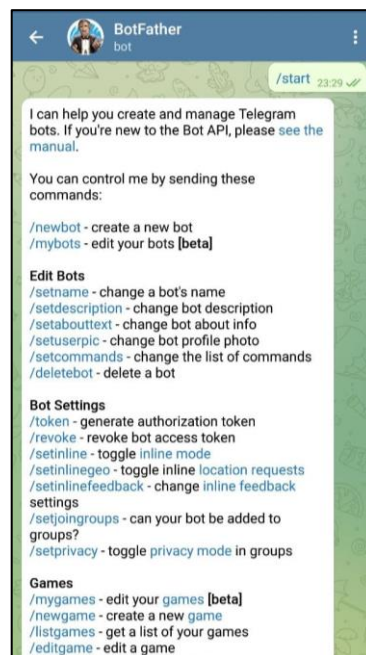 BotFather
bot
/start 23:29
I can help you create and manage Telegram
bots. If you're new to the Bot API, please see the
manual.
You can control me by sending these
commands:
/newbot - create a new bot
/mybots - edit your bots [beta]
Edit Bots
/setname - change a bot's name
/setdescription - change bot description
/setabouttext - change bot about info
/setuserpic - change bot profile photo
/setcommands - change the list of commands
/deletebot - delete a bot
Bot Settings
/token - generate authorization token
/revoke - revoke bot access token
/setinline - toggle inline mode
/setinlinegeo - toggle inline location requests
/setinlinefeedback - change inline feedback
settings
/setjoingroups - can your bot be added to
groups?
/setprivacy - toggle privacy mode in groups
Games
/mygames - edit your games [beta]
/newgame - create a new game
/listgames - get a list of your games
/editgame - edit a game